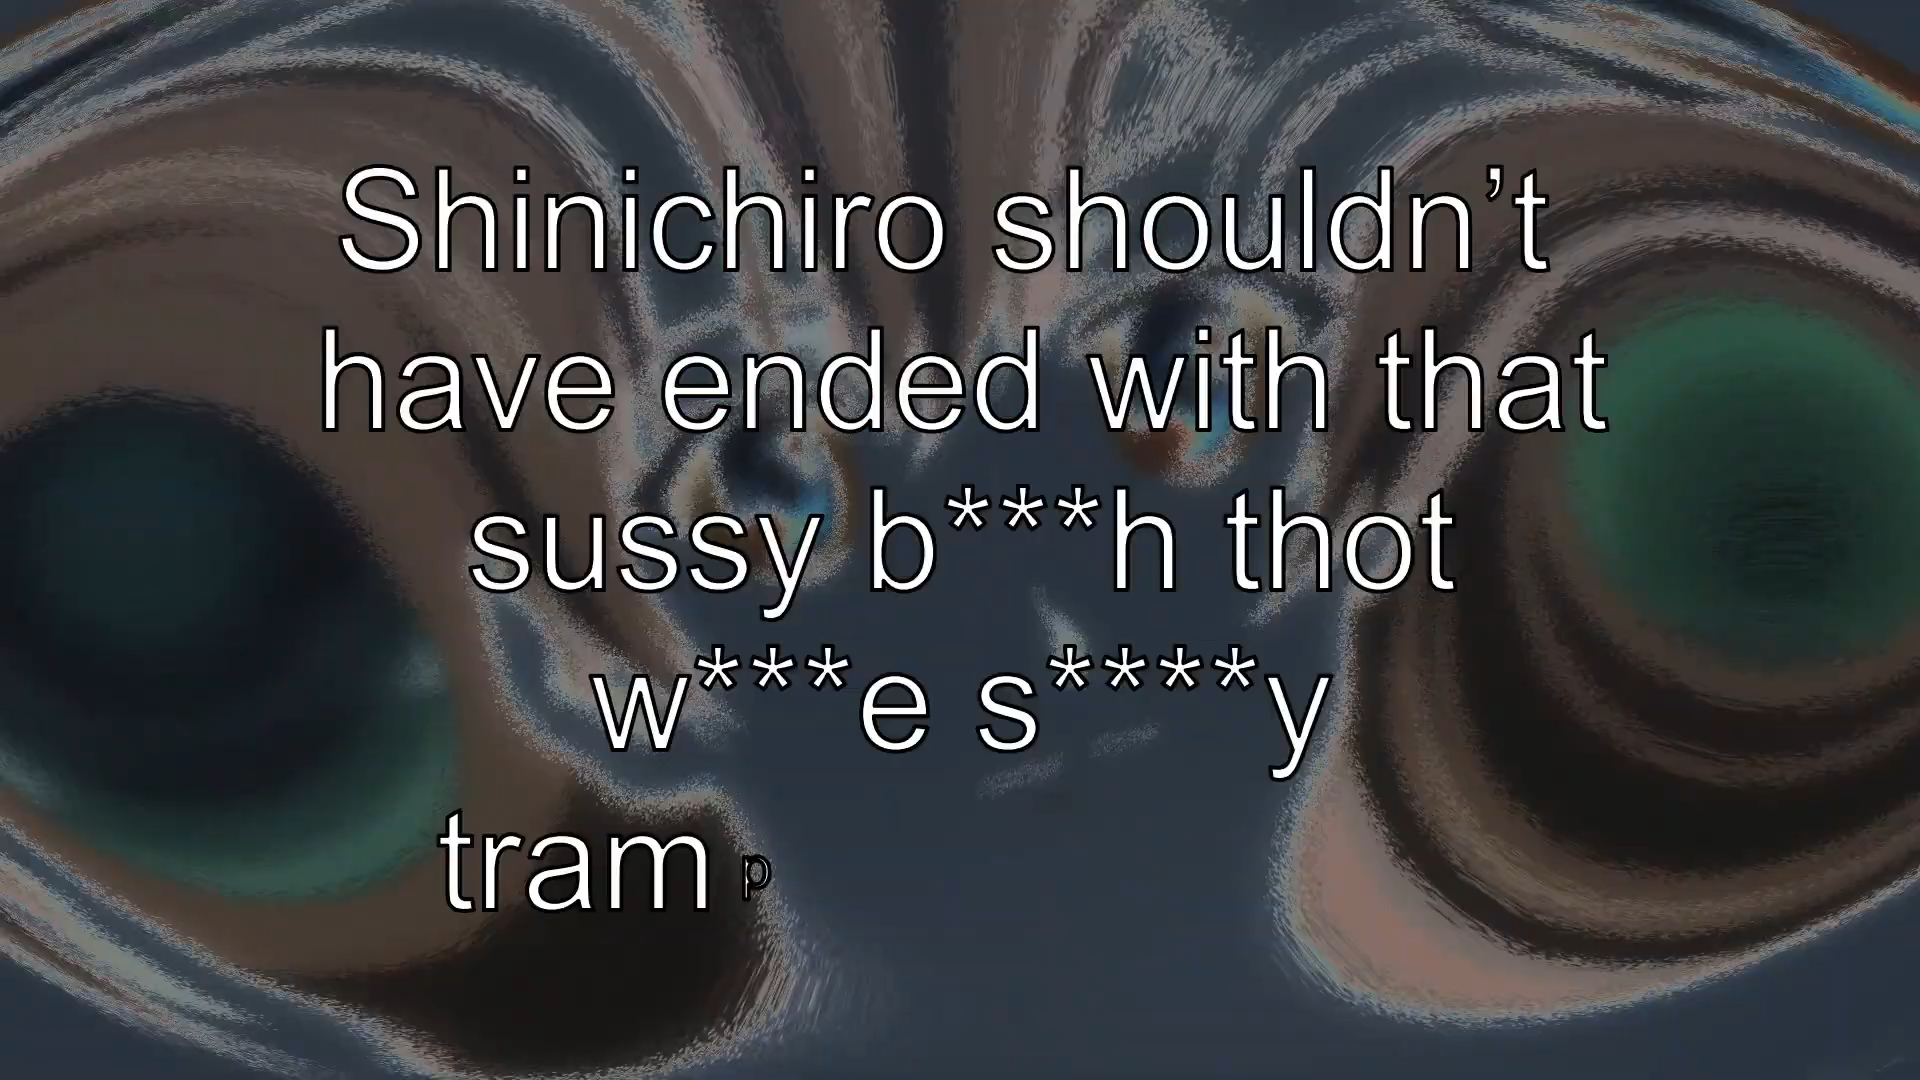 Shinichiro shouldn’t
have ended with that
sussy b***h thot
w***e s****y
tramp